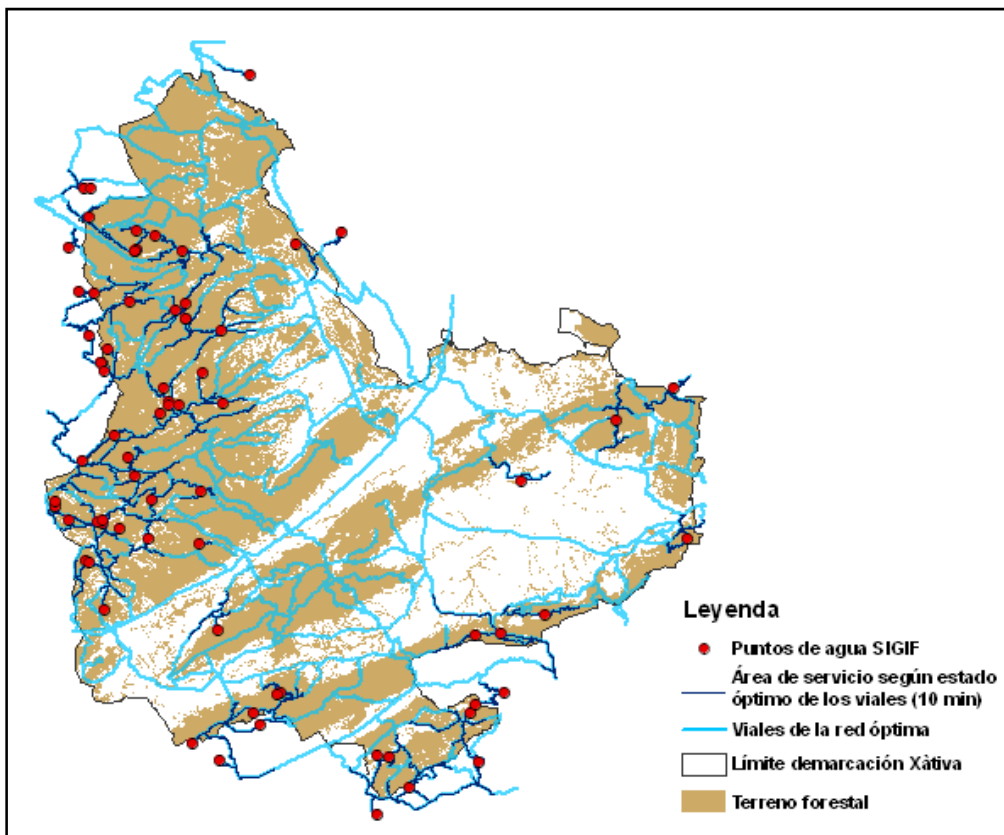 Leyenda
Puntos de agua SIGIF
Área de servicio según estado
óptimo de los viales (10 min)
Viales de la red óptima
Límite demarcación Xàtiva
Terreno forestal